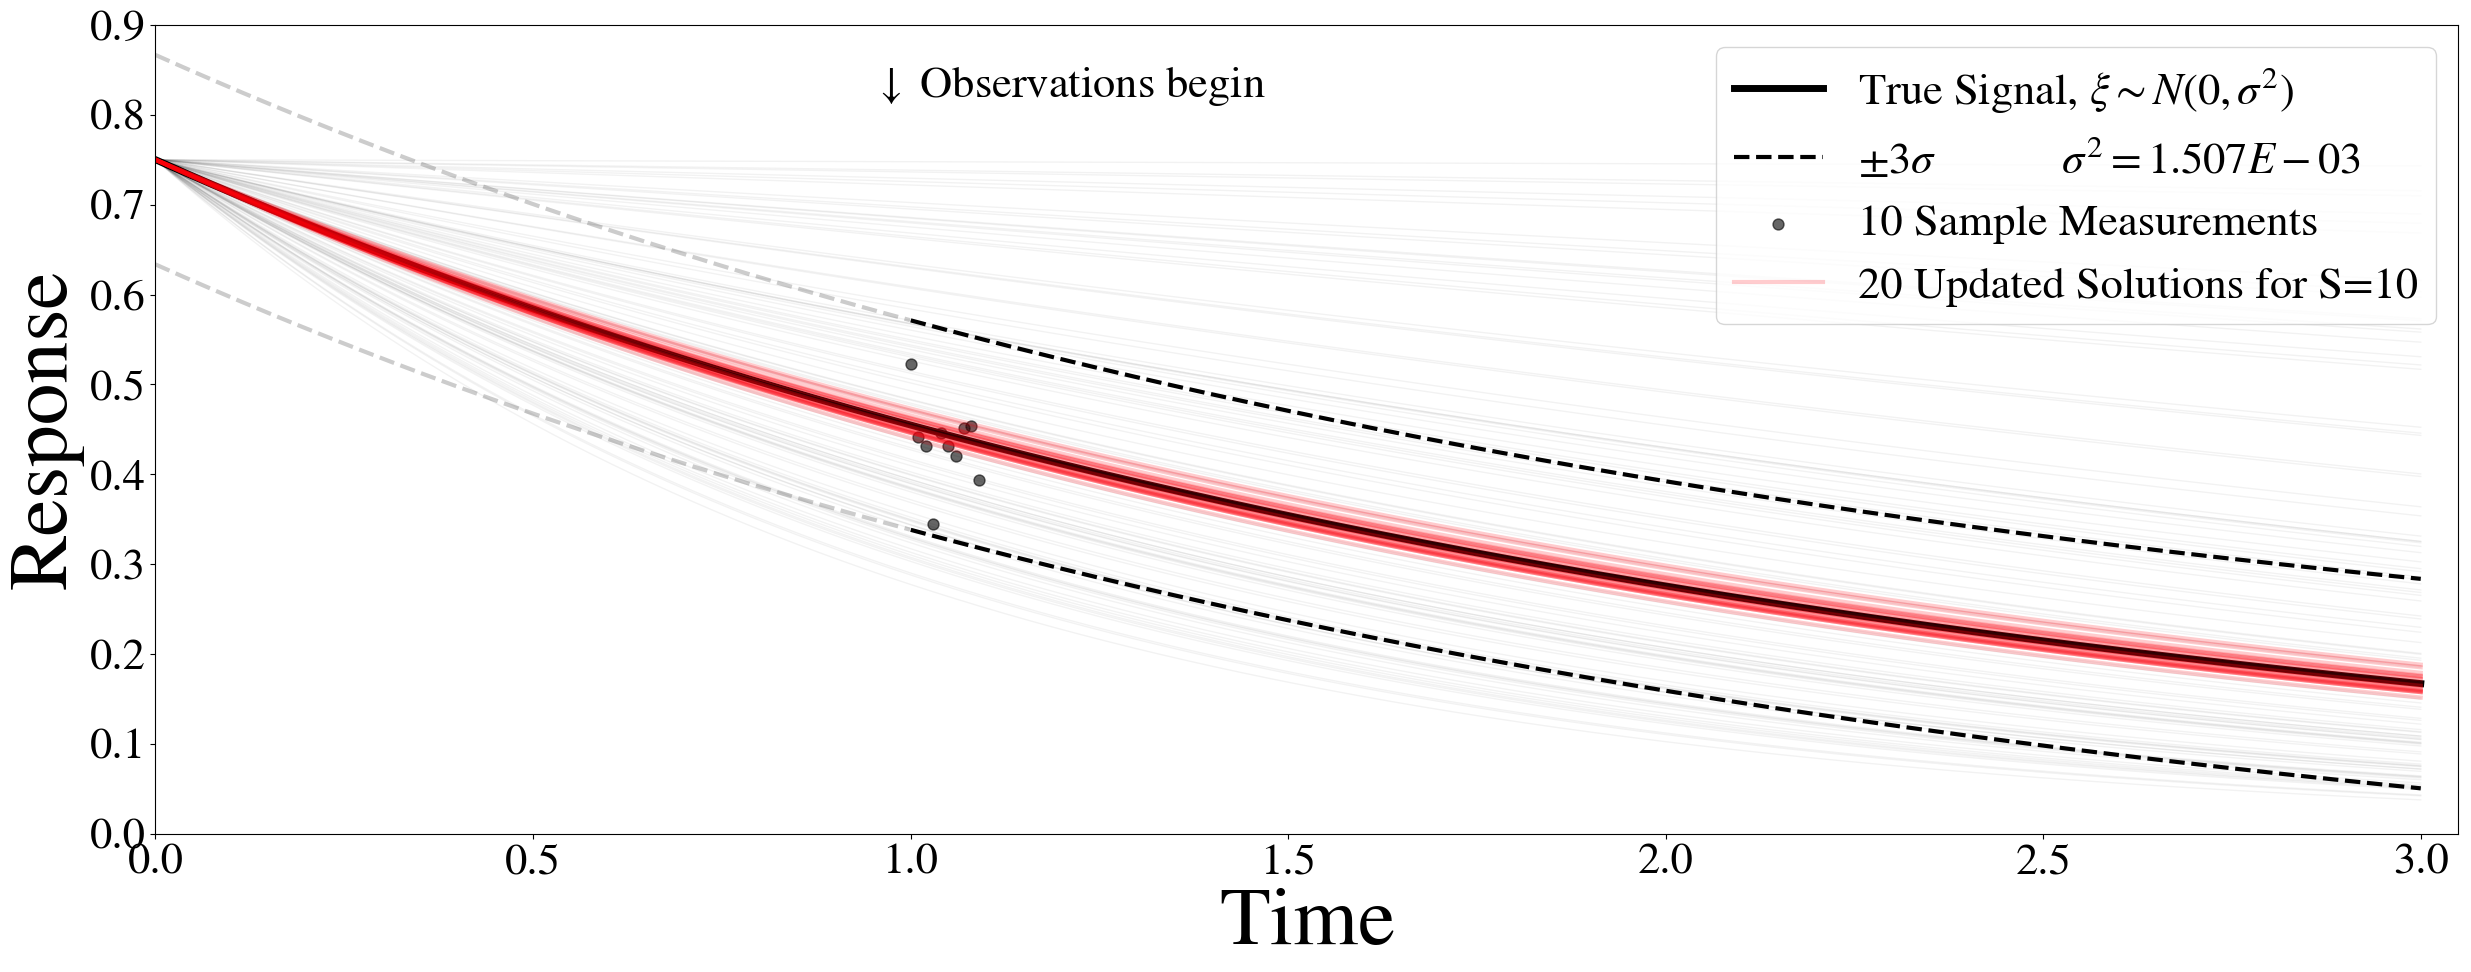 0.9
0.8
0.7
0.6
0.5
0.4
0.3
0.2
0.1
0.0
Response
↓ Observations begin
True Signal, ξ ∼ N(0, σ²)
±3σ σ² = 1.507E − 03
10 Sample Measurements
20 Updated Solutions for S=10
0.0 0.5 1.0 1.5 2.0 2.5 3.0
Time